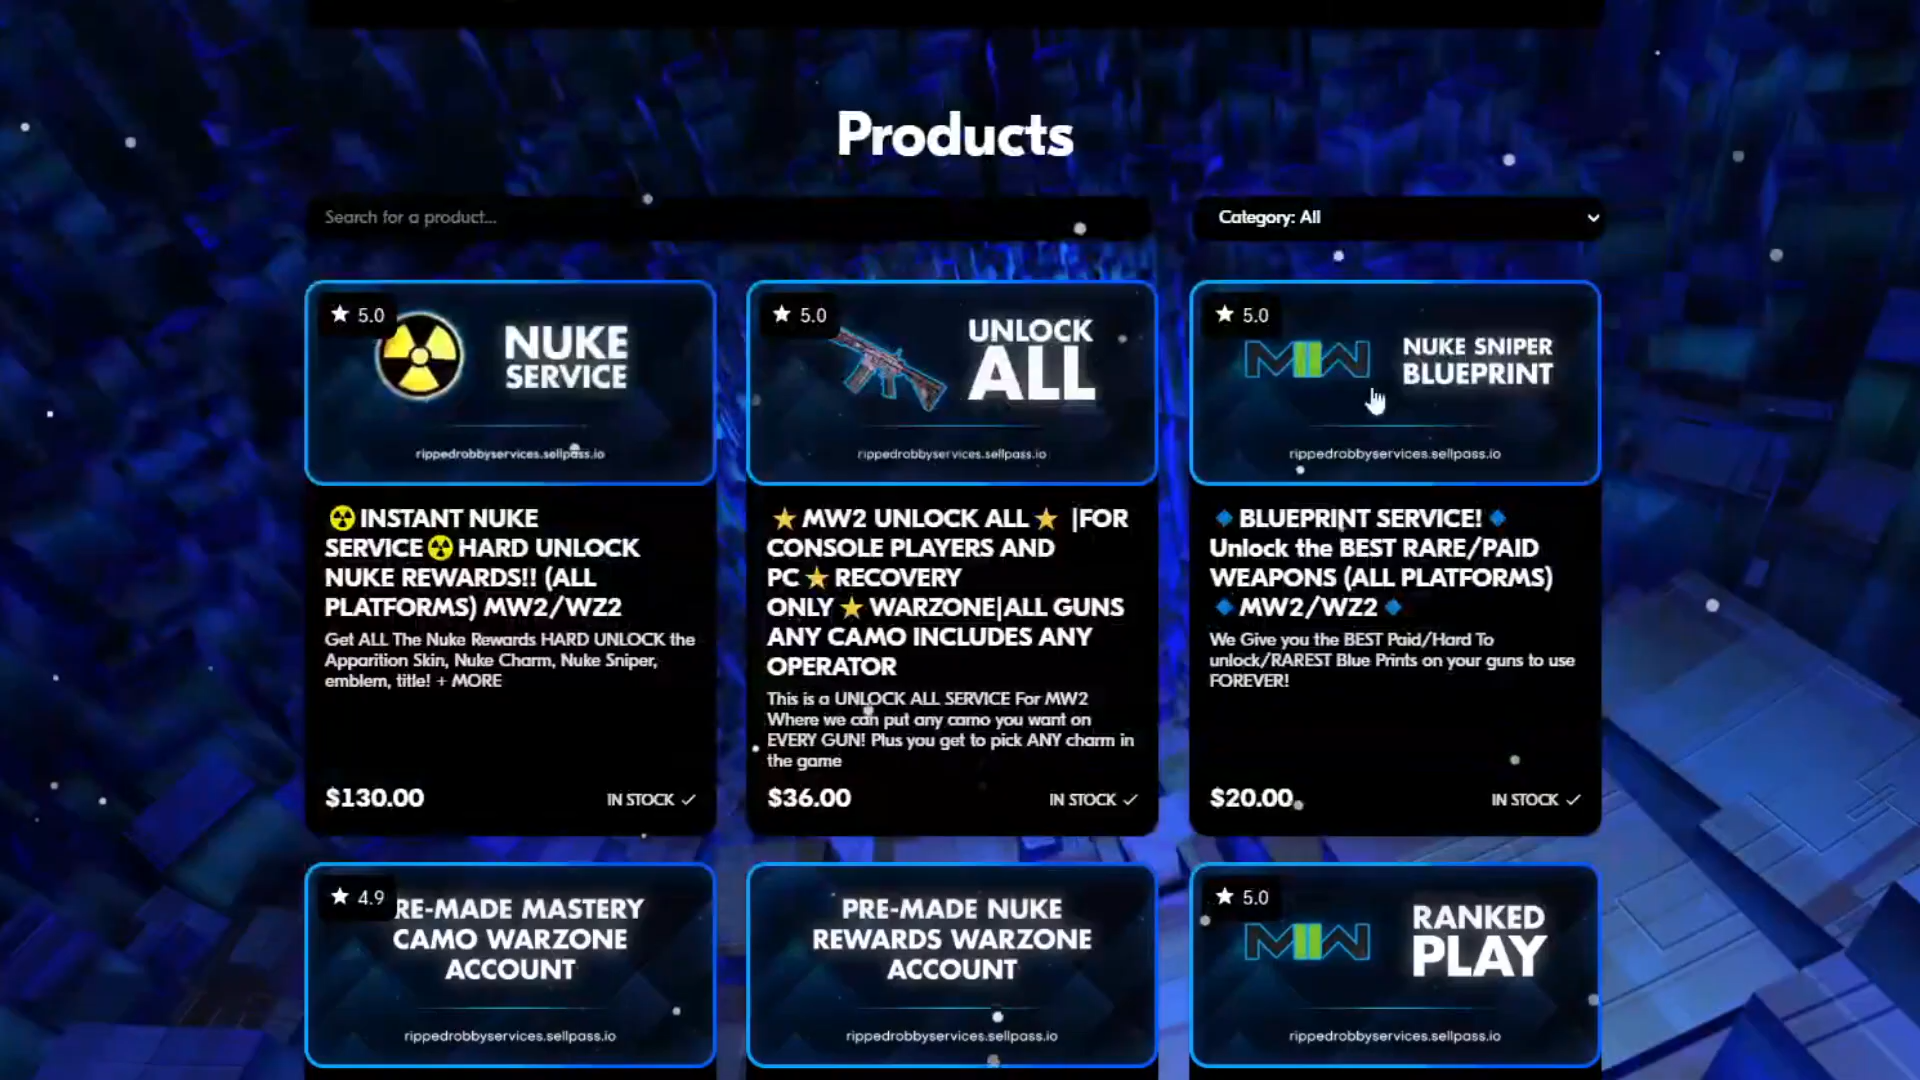 Products
Search for a product...
Category: All
★ 5.0
NUKE
SERVICE
rippedrobbyservices.sellpass.io
☢INSTANT NUKE
SERVICE☢HARD UNLOCK
NUKE REWARDS!! (ALL
PLATFORMS) MW2/WZ2
Get ALL The Nuke Rewards HARD UNLOCK the
Apparition Skin, Nuke Charm, Nuke Sniper,
emblem, title! + MORE
$130.00
IN STOCK ✓
★ 5.0
UNLOCK
ALL
rippedrobbyservices.sellpass.io
⭐MW2 UNLOCK ALL⭐ |FOR
CONSOLE PLAYERS AND
PC⭐RECOVERY
ONLY⭐WARZONE|ALL GUNS
ANY CAMO INCLUDES ANY
OPERATOR
This is a UNLOCK ALL SERVICE For MW2
Where we can put any camo you want on
EVERY GUN! Plus you get to pick ANY charm in
the game
$36.00
IN STOCK ✓
★ 5.0
MIIW
NUKE SNIPER
BLUEPRINT
rippedrobbyservices.sellpass.io
🔹BLUEPRINT SERVICE!🔹
Unlock the BEST RARE/PAID
WEAPONS (ALL PLATFORMS)
🔹MW2/WZ2🔹
We Give you the BEST Paid/Hard To
unlock/RAREST Blue Prints on your guns to use
FOREVER!
$20.00
IN STOCK ✓
★ 4.9
RE-MADE MASTERY
CAMO WARZONE
ACCOUNT
rippedrobbyservices.sellpass.io
PRE-MADE NUKE
REWARDS WARZONE
ACCOUNT
rippedrobbyservices.sellpass.io
★ 5.0
MIIW
RANKED
PLAY
rippedrobbyservices.sellpass.io